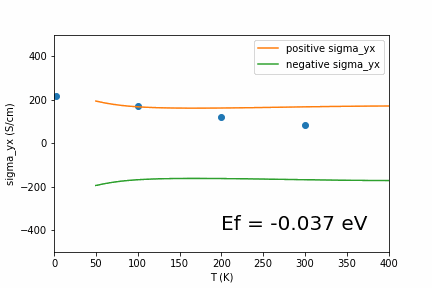 400
200
0
−200
−400
sigma_yx (S/cm)
positive sigma_yx
negative sigma_yx
Ef = -0.037 eV
0 50 100 150 200 250 300 350 400
T (K)